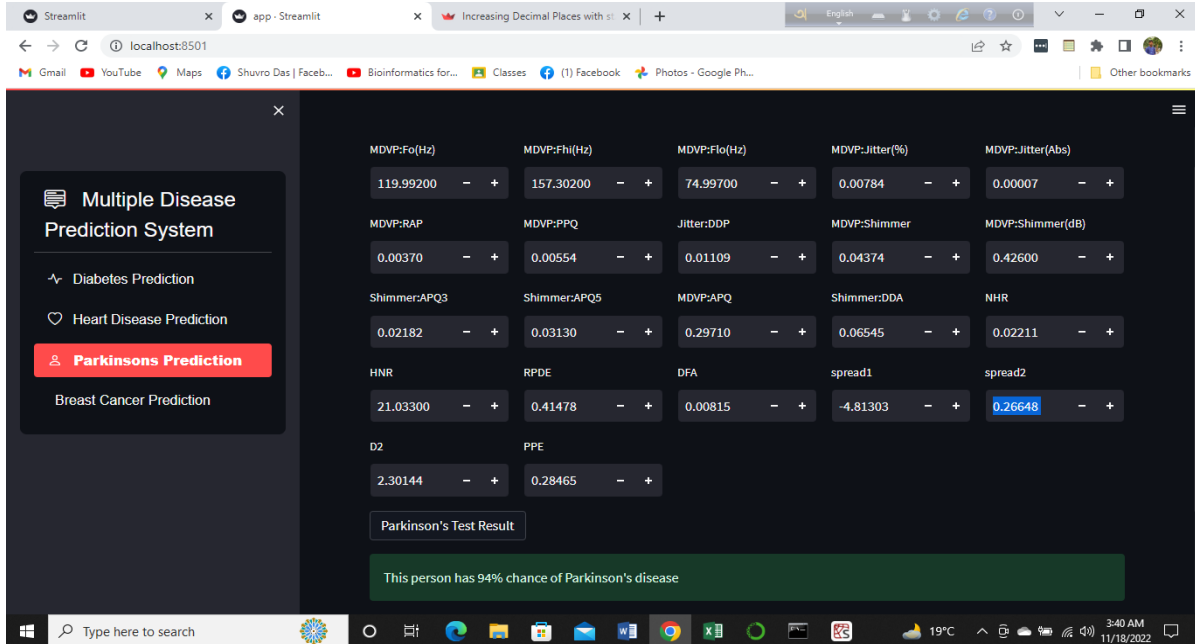 Streamlit
app · Streamlit
Increasing Decimal Places with st
English
localhost:8501
Gmail
YouTube
Maps
Shuvro Das | Faceb...
Bioinformatics for...
Classes
(1) Facebook
Photos - Google Ph...
Other bookmarks
Multiple Disease
Prediction System
Diabetes Prediction
Heart Disease Prediction
Parkinsons Prediction
Breast Cancer Prediction
MDVP:Fo(Hz) MDVP:Fhi(Hz) MDVP:Flo(Hz) MDVP:Jitter(%) MDVP:Jitter(Abs)
119.99200 - + 157.30200 - + 74.99700 - + 0.00784 - + 0.00007 - +
MDVP:RAP MDVP:PPQ Jitter:DDP MDVP:Shimmer MDVP:Shimmer(dB)
0.00370 - + 0.00554 - + 0.01109 - + 0.04374 - + 0.42600 - +
Shimmer:APQ3 Shimmer:APQ5 MDVP:APQ Shimmer:DDA NHR
0.02182 - + 0.03130 - + 0.29710 - + 0.06545 - + 0.02211 - +
HNR RPDE DFA spread1 spread2
21.03300 - + 0.41478 - + 0.00815 - + -4.81303 - + 0.26648 - +
D2 PPE
2.30144 - + 0.28465 - +
Parkinson's Test Result
This person has 94% chance of Parkinson's disease
Type here to search
19°C
3:40 AM
11/18/2022